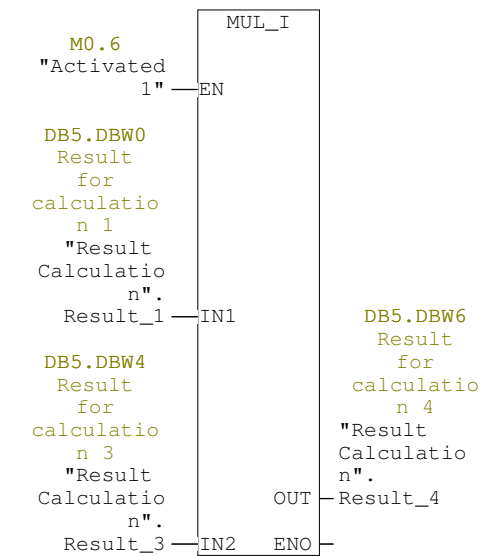 MUL_I
M0.6
"Activated
1"
EN
DB5.DBW0
Result
for
calculatio
n 1
"Result
Calculatio
n".
Result_1
IN1
DB5.DBW4
Result
for
calculatio
n 3
"Result
Calculatio
n".
Result_3
IN2
DB5.DBW6
Result
for
calculatio
n 4
"Result
Calculatio
n".
OUT
Result_4
ENO